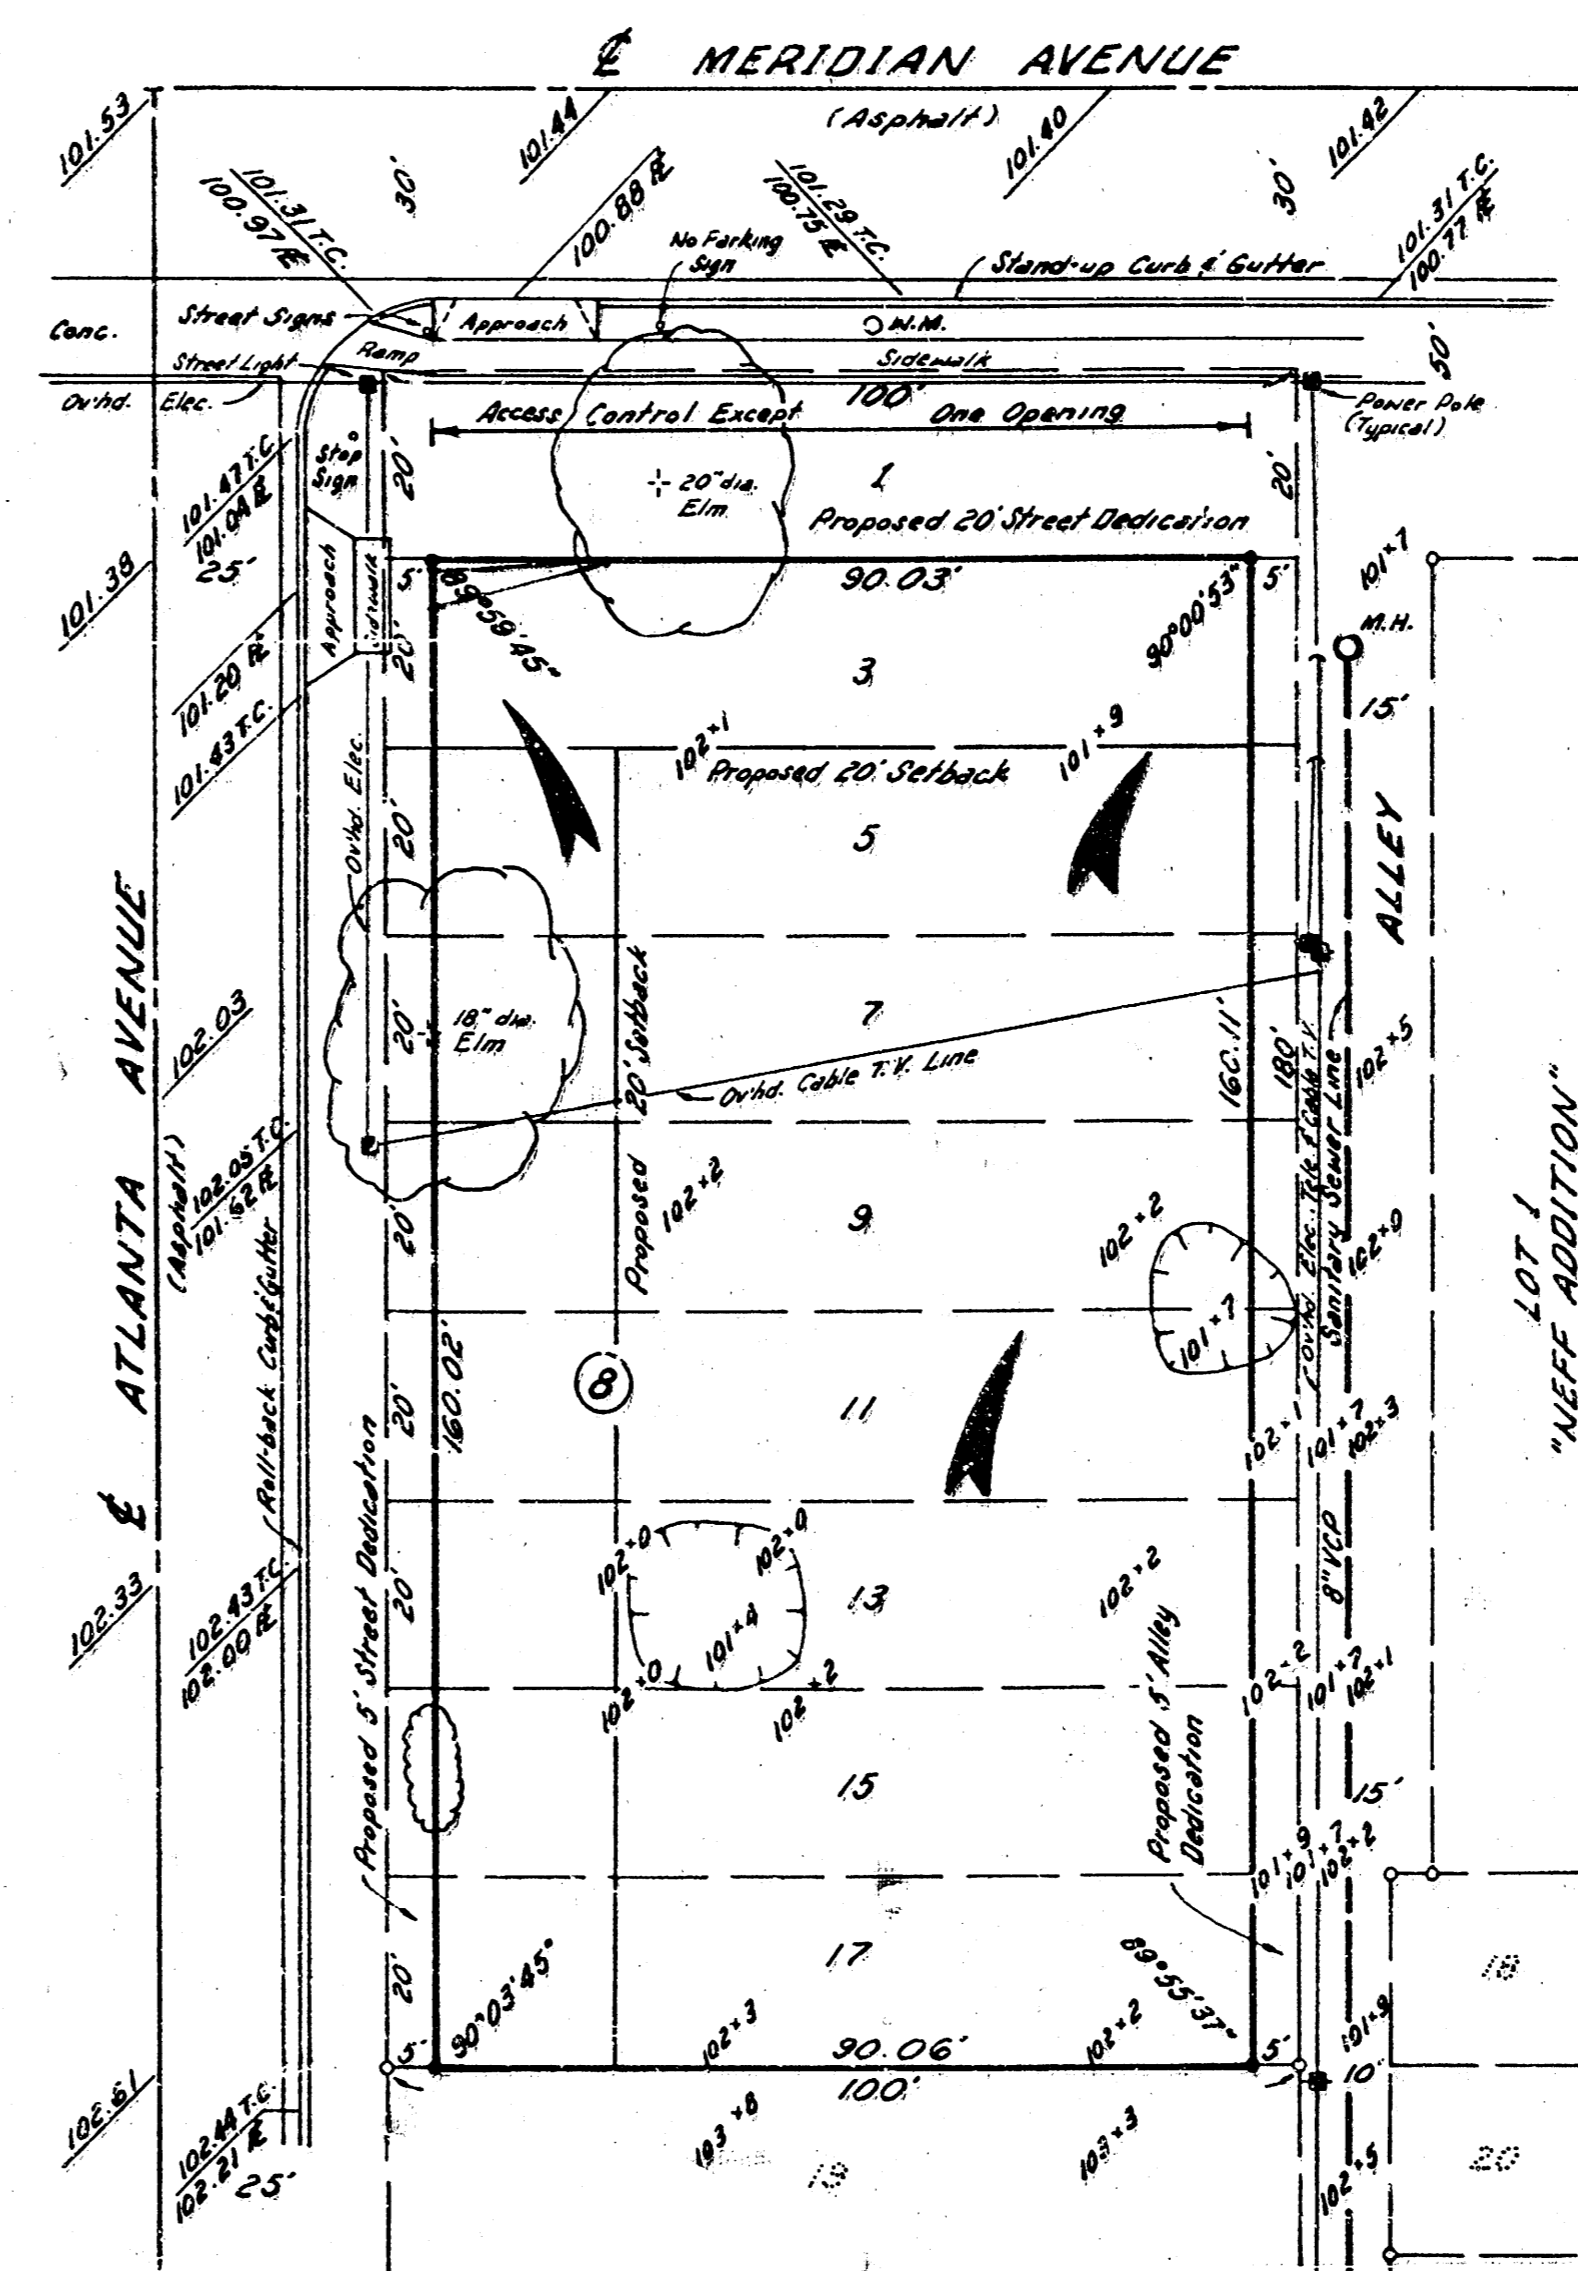 ℄ MERIDIAN AVENUE
(Asphalt)
101.53
101.44
101.40
101.42
30'
30'
101.31 T.C.
100.97 ℄
100.88 ℄
101.29 T.C.
100.75 ℄
101.31 T.C.
100.77 ℄
No Parking
Sign
Stand-up Curb & Gutter
Conc.
Street Signs
Approach
W.M.
50'
Street Light
Ramp
Sidewalk
Ov'hd. Elec.
100'
Power Pole
(Typical)
Access Control Except One Opening
101.47 T.C.
101.04 ℄
25'
Stop
Sign
20'
20" dia.
Elm
1
20'
Proposed 20' Street Dedication
101.38
Approach
Sidewalk
5'
89°59'45"
90.03'
90°00'53"
5'
101+7
M.H.
101.20 ℄
101.43 T.C.
20'
3
15'
102+1
101+9
Proposed 20' Setback
Ov'hd. Elec.
20'
5
ALLEY
℄ ATLANTA AVENUE
(Asphalt)
102.03
20'
18" dia.
Elm
Proposed 20' Setback
7
160.11'
180'
102+5
Ov'hd. Cable T.V. Line
Ov'hd. Elec. Tele. & Cable T.V.
Sanitary Sewer Line
102.05 T.C.
101.62 ℄
20'
102+2
9
102+2
102+0
101+7
LOT 1
"NEFF ADDITION"
Roll-back Curb & Gutter
160.02'
8
20'
11
102+1
101+7
102+3
Proposed 5' Street Dedication
8" VCP
102.33
102.43 T.C.
102.00 ℄
20'
102+0
102+0
101+4
13
102+2
102+0
102+2
102+2
101+7
102+1
Proposed 5' Alley
Dedication
15
15'
101+9
101+7
102+2
20'
17
18
90°03'45"
89°55'37"
102+3
102+2
101+9
5'
90.06'
5'
10'
100'
102.61
102.44 T.C.
102.21 ℄
25'
103+8
19
102+5
20